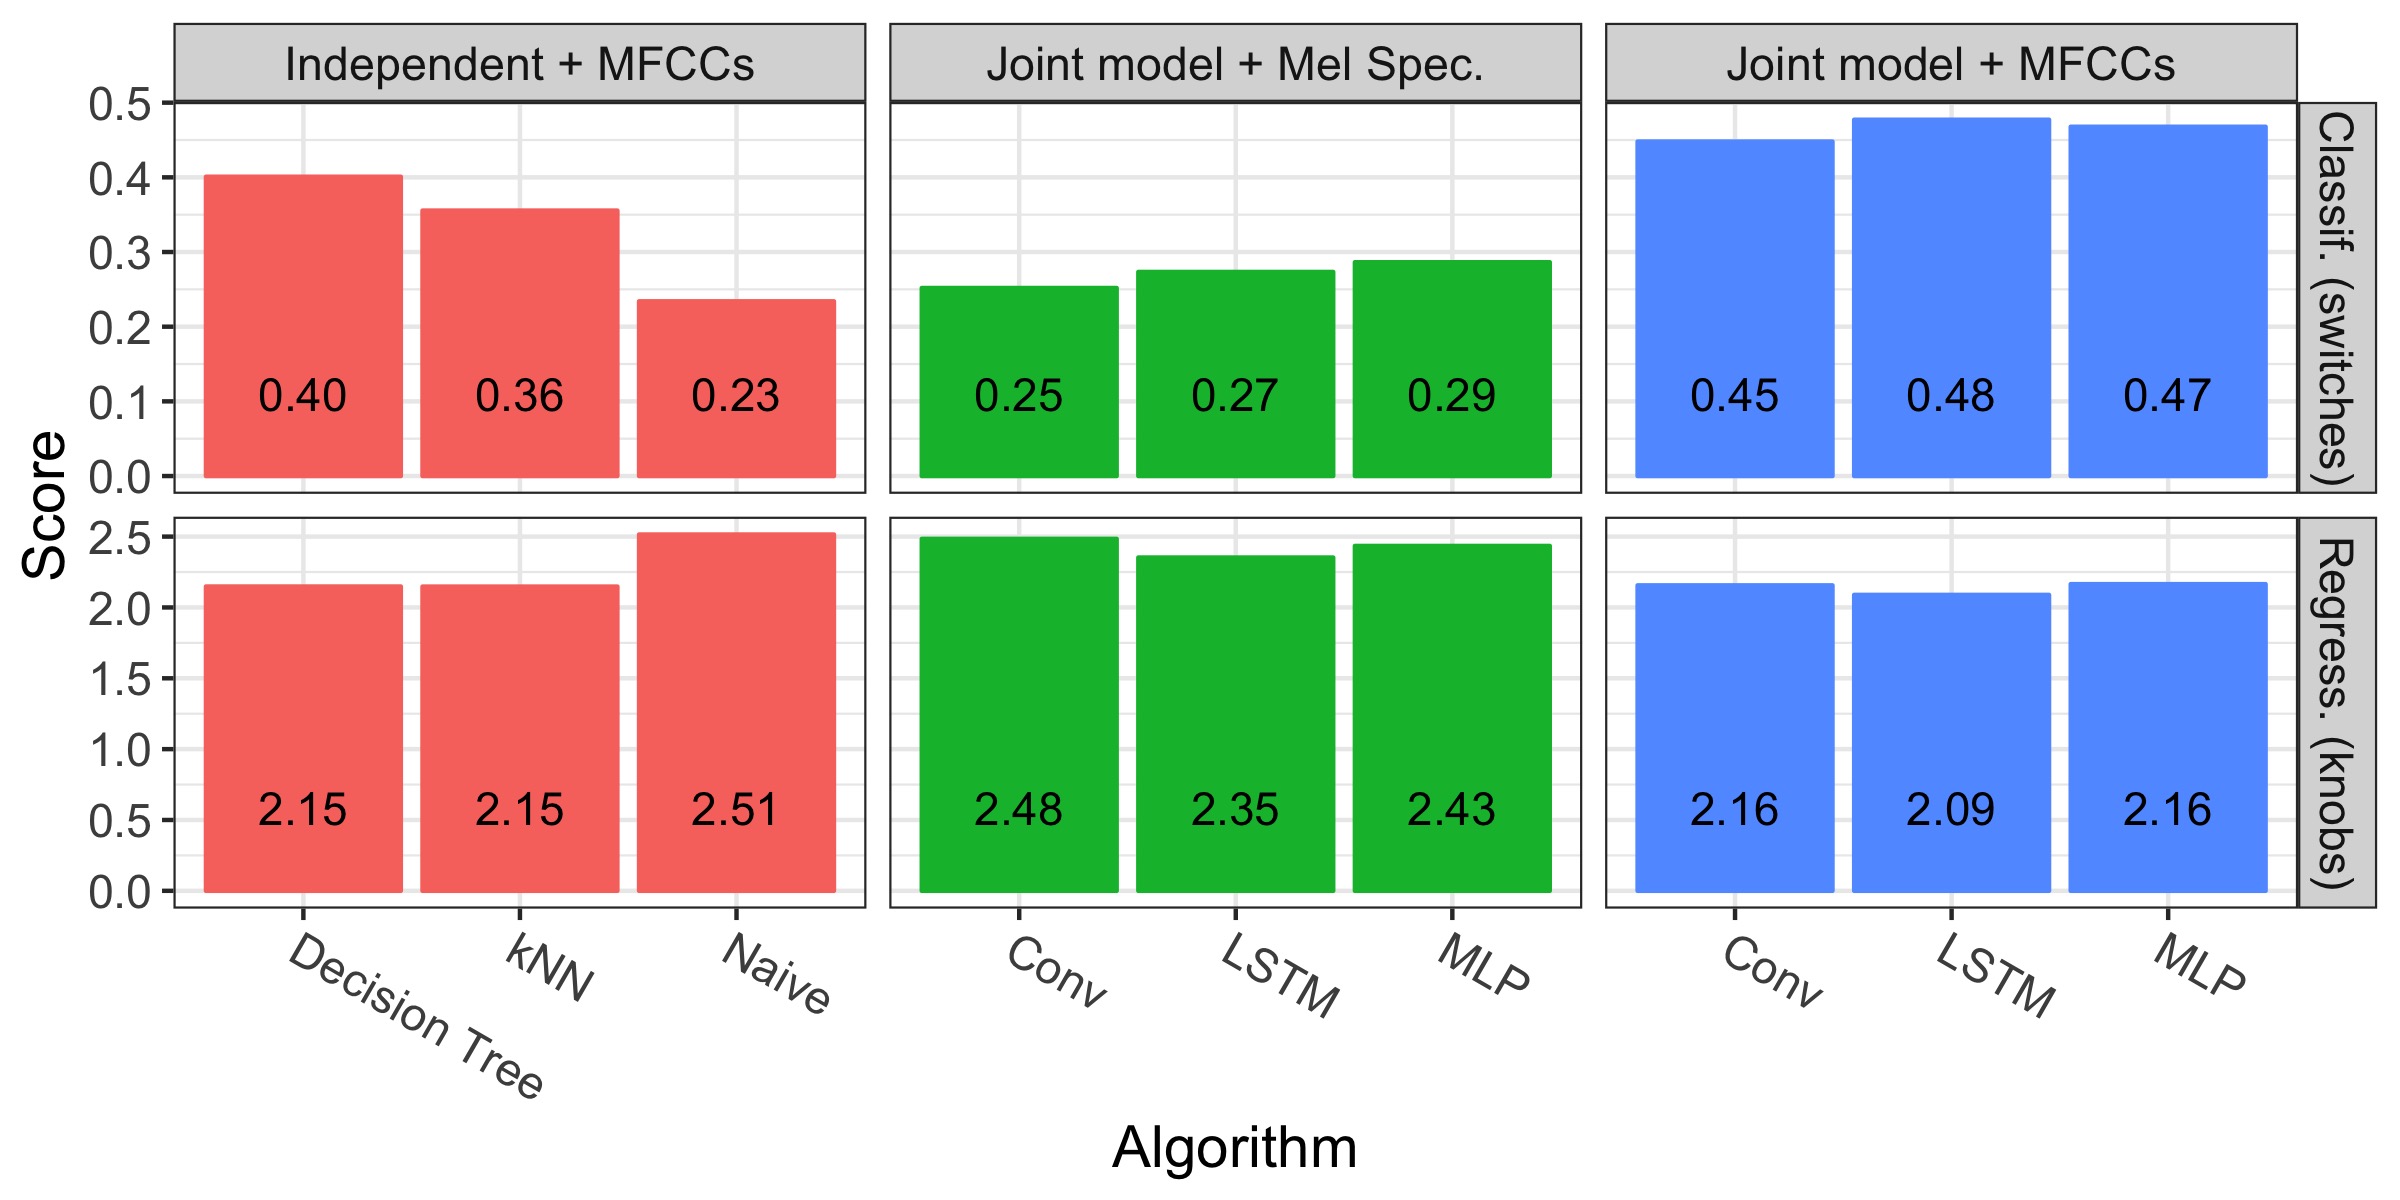 Independent + MFCCs
Joint model + Mel Spec.
Joint model + MFCCs
0.5
0.4
0.3
0.2
0.1
0.0
0.40
0.36
0.23
0.25
0.27
0.29
0.45
0.48
0.47
Classif. (switches)
Score
2.5
2.0
1.5
1.0
0.5
0.0
2.15
2.15
2.51
2.48
2.35
2.43
2.16
2.09
2.16
Regress. (knobs)
Decision Tree
kNN
Naive
Conv
LSTM
MLP
Conv
LSTM
MLP
Algorithm